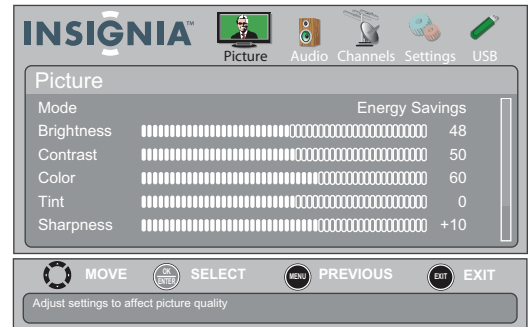 INSIGNIA™
Picture Audio Channels Settings USB
Picture
Mode Energy Savings
Brightness 48
Contrast 50
Color 60
Tint 0
Sharpness +10
MOVE OK ENTER SELECT MENU PREVIOUS EXIT EXIT
Adjust settings to affect picture quality